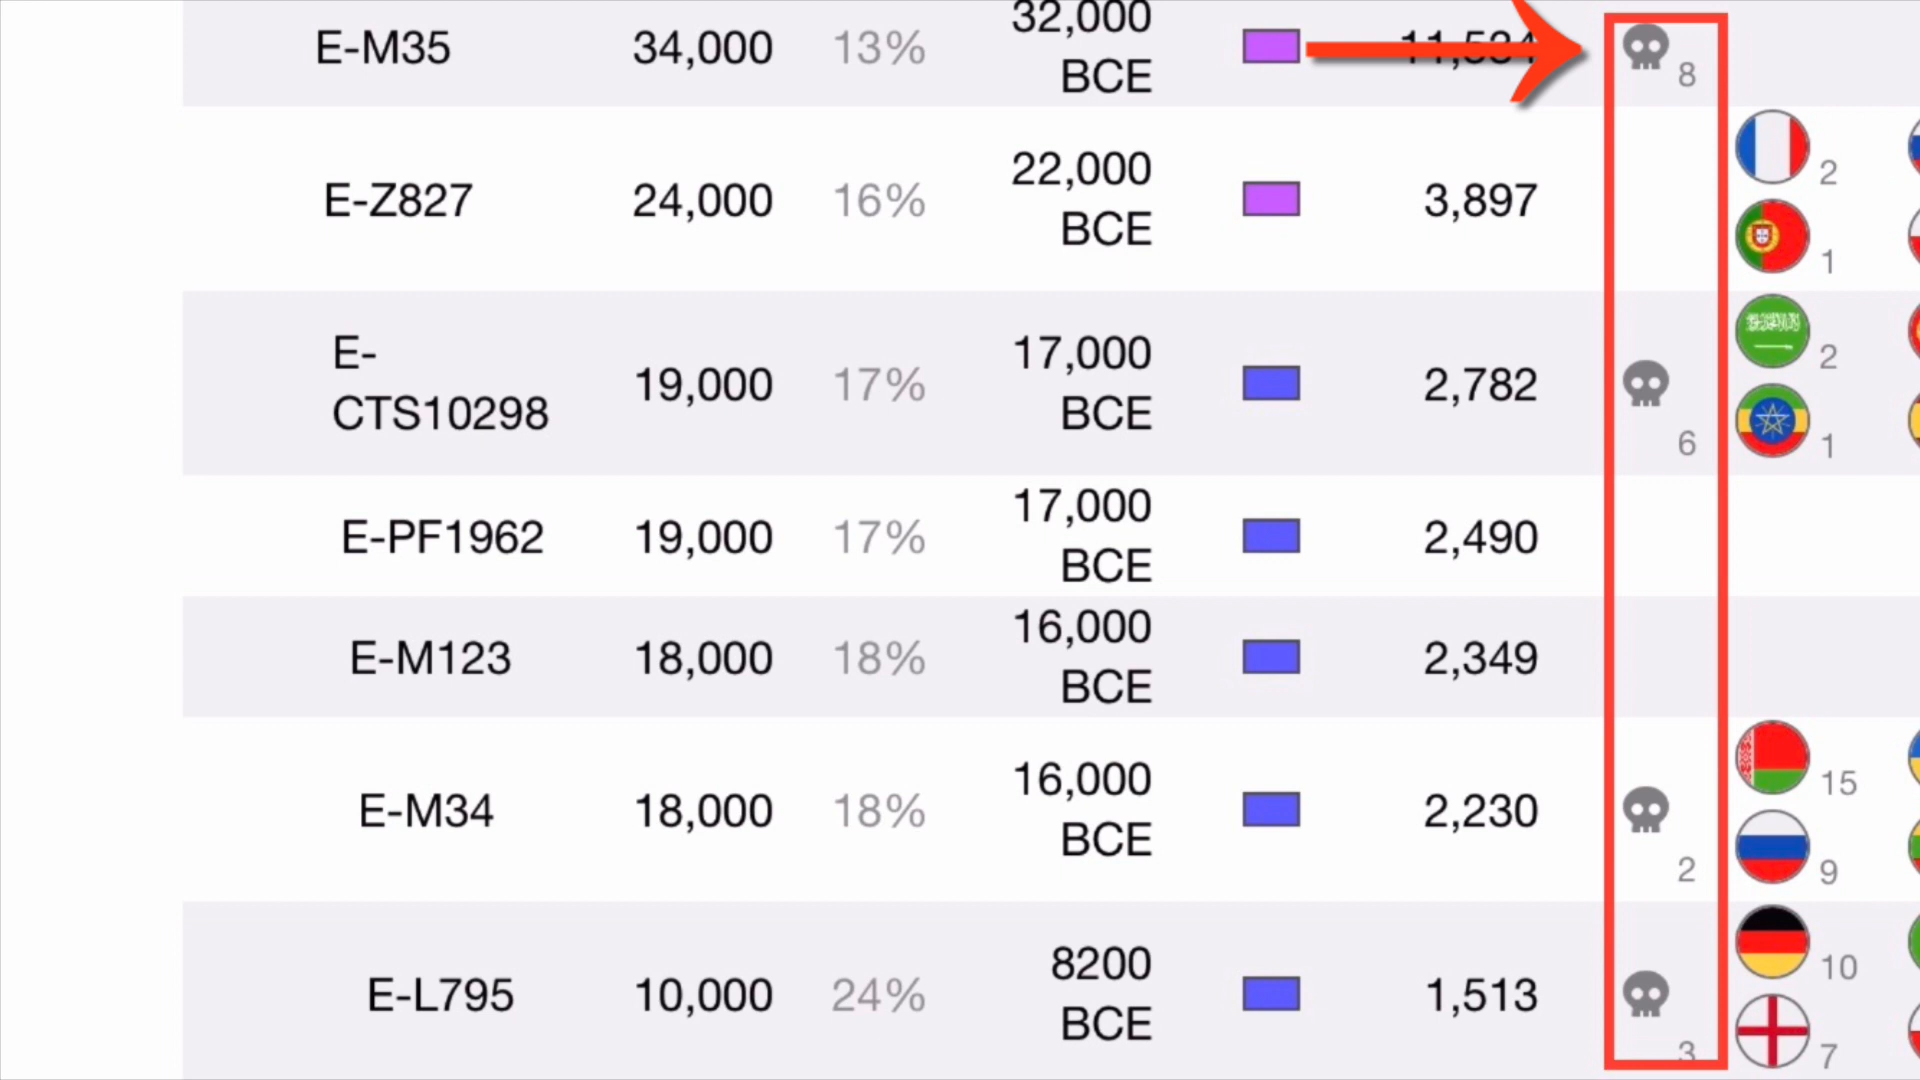 E-M35 34,000 13% 32,000 BCE 11,534 8
E-Z827 24,000 16% 22,000 BCE 3,897 2
1
E-CTS10298 19,000 17% 17,000 BCE 2,782 6 2
1
E-PF1962 19,000 17% 17,000 BCE 2,490
E-M123 18,000 18% 16,000 BCE 2,349
E-M34 18,000 18% 16,000 BCE 2,230 2 15
9
E-L795 10,000 24% 8200 BCE 1,513 3 10
7